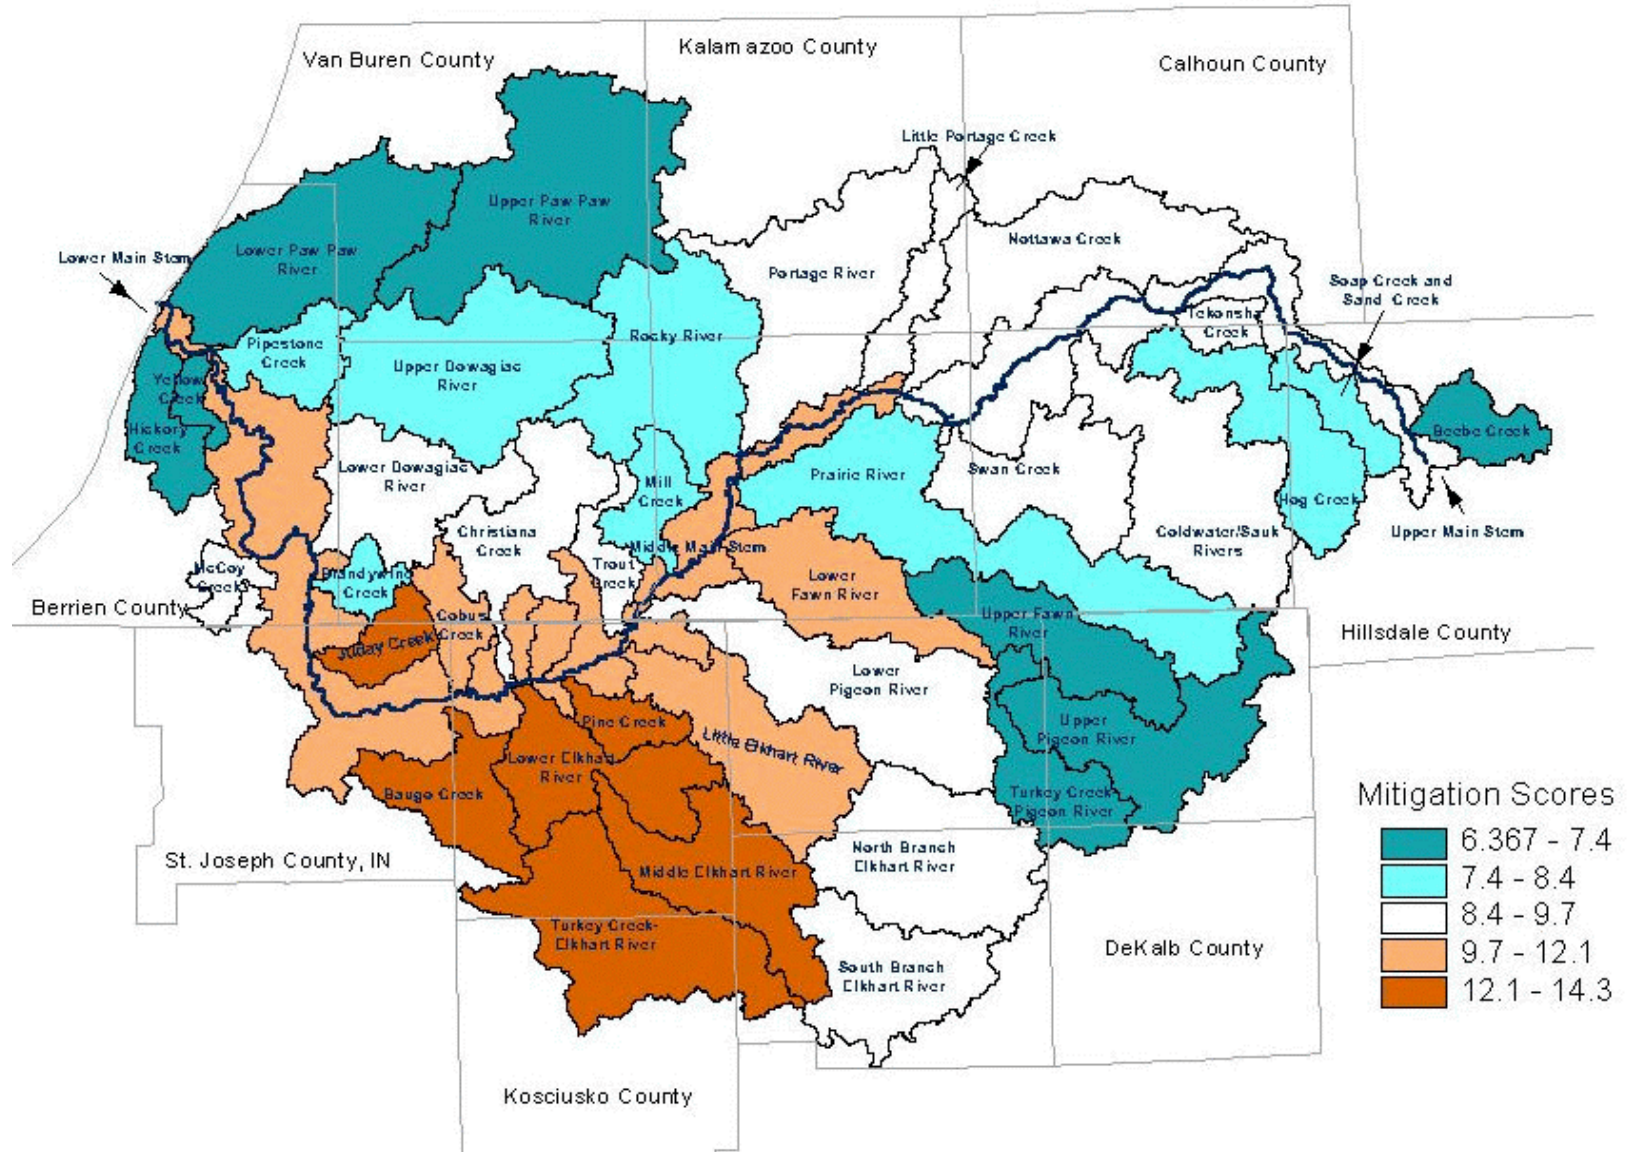 Van Buren County
Kalamazoo County
Calhoun County
Little Portage Creek
Upper Paw Paw
River
Lower Paw Paw
River
Nottawa Creek
Lower Main Stem
Portage River
Soap Creek and
Sand Creek
Tekonsha
Creek
Rocky River
Pipestone
Creek
Upper Dowagiac
River
Yellow
Creek
Hickory
Creek
Beebe Creek
Lower Dowagiac
River
Mill
Creek
Prairie River
Swan Creek
Hog Creek
Christiana
Creek
Coldwater/Sauk
Rivers
Upper Main Stem
Middle Main Stem
McCoy
Creek
Brandywine
Creek
Trout
Creek
Lower
Fawn River
Berrien County
Cobus
Creek
Upper Fawn
River
Hillsdale County
Juday Creek
Lower
Pigeon River
Pine Creek
Upper
Pigeon River
Little Elkhart River
Lower Elkhart
River
Baugo Creek
Turkey Creek-
Pigeon River
Mitigation Scores
6.367 - 7.4
7.4 - 8.4
8.4 - 9.7
9.7 - 12.1
12.1 - 14.3
St. Joseph County, IN
North Branch
Elkhart River
Middle Elkhart River
Turkey Creek-
Elkhart River
DeKalb County
South Branch
Elkhart River
Kosciusko County